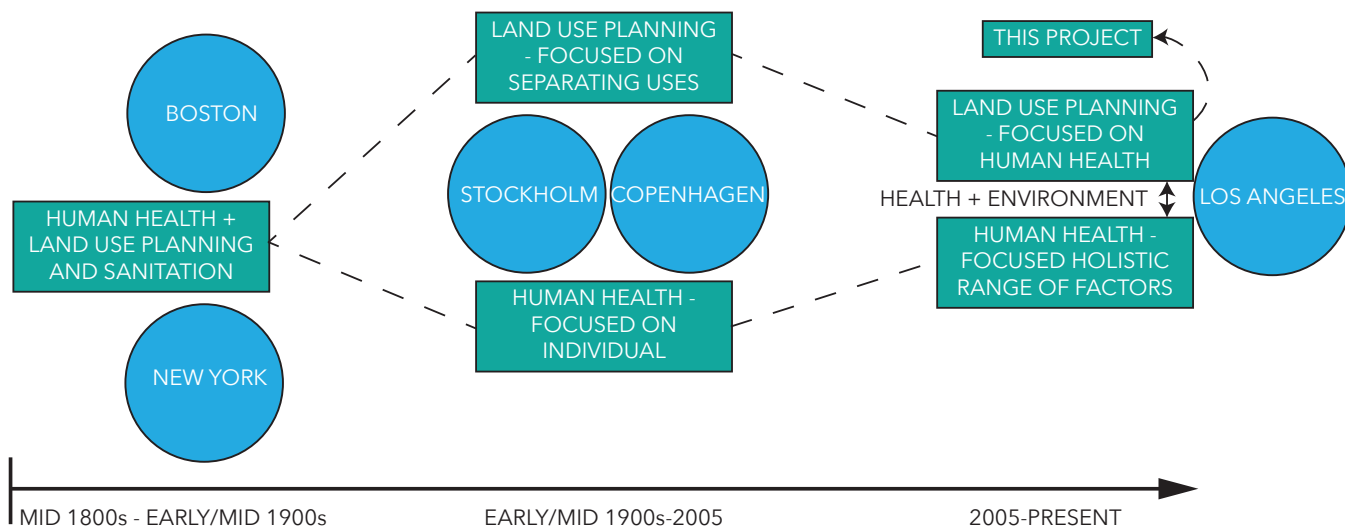 BOSTON
HUMAN HEALTH +
LAND USE PLANNING
AND SANITATION
NEW YORK
LAND USE PLANNING
- FOCUSED ON
SEPARATING USES
STOCKHOLM
COPENHAGEN
HUMAN HEALTH -
FOCUSED ON
INDIVIDUAL
THIS PROJECT
LAND USE PLANNING
- FOCUSED ON
HUMAN HEALTH
HEALTH + ENVIRONMENT
LOS ANGELES
HUMAN HEALTH -
FOCUSED HOLISTIC
RANGE OF FACTORS
MID 1800s - EARLY/MID 1900s
EARLY/MID 1900s-2005
2005-PRESENT